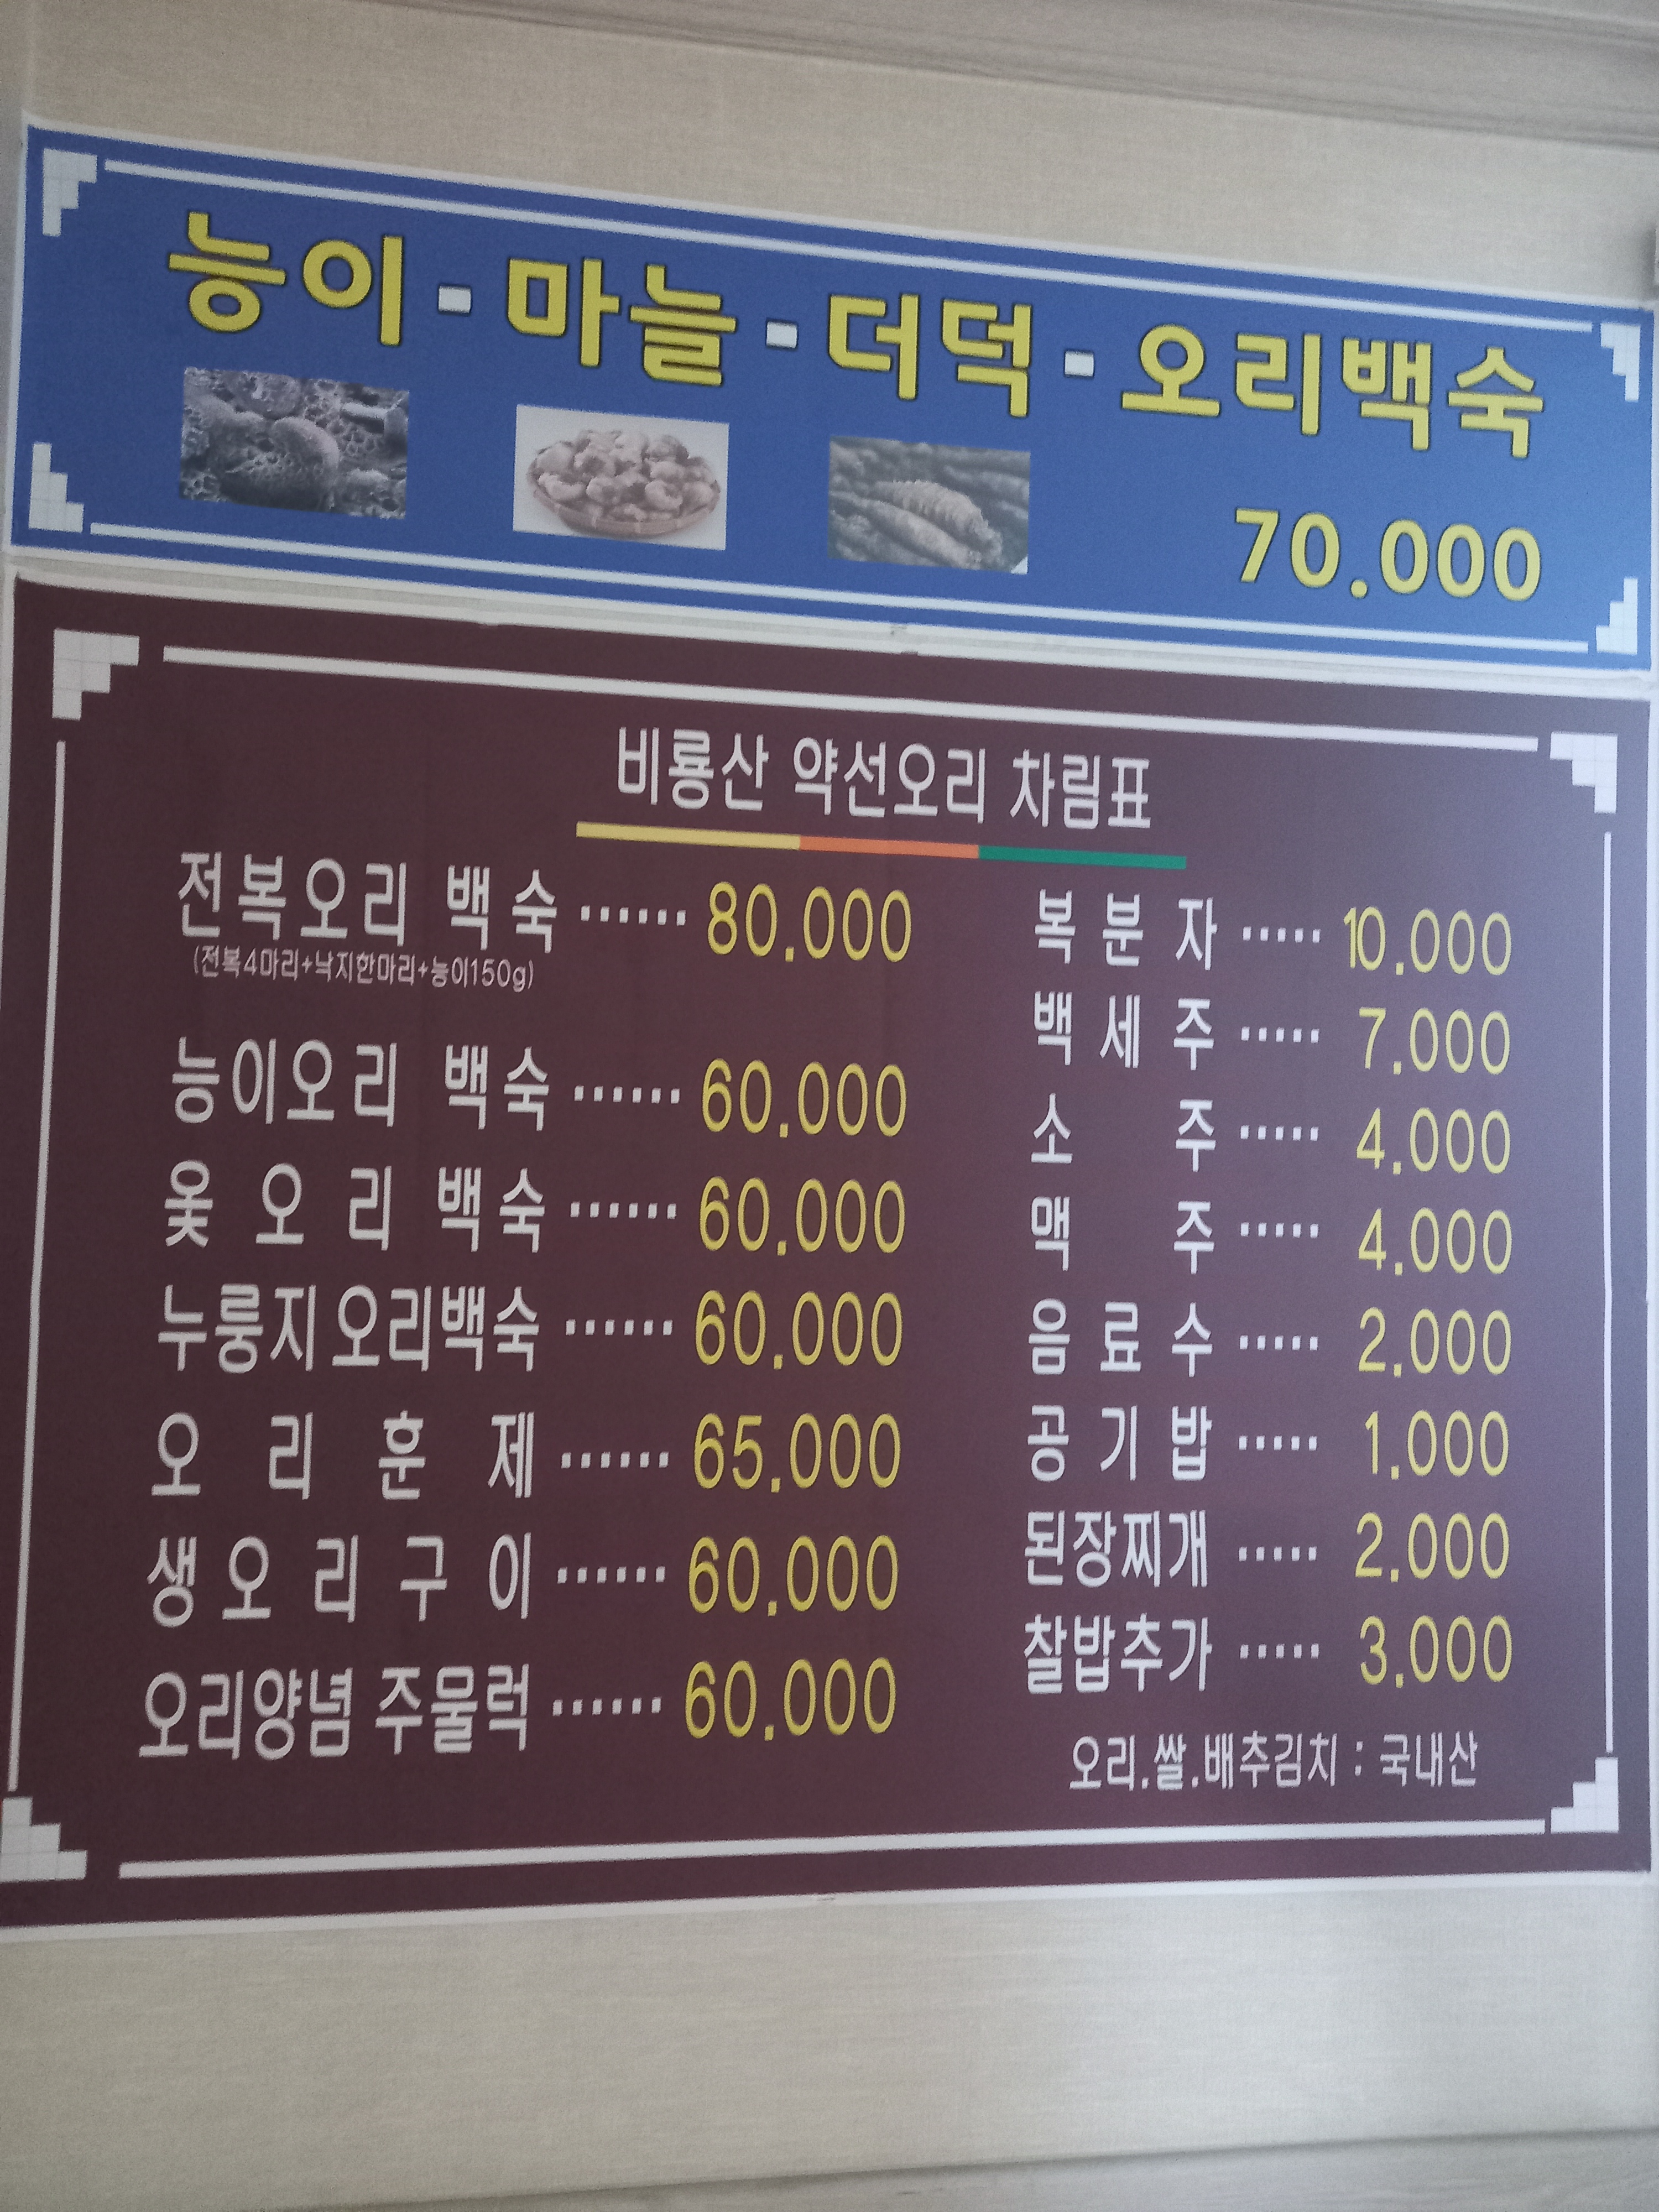 능이-마늘-더덕-오리백숙
70.000
비룡산 약선오리 차림표
전복오리 백숙 ······ 80.000
(전복4마리+낙지한마리+능이150g)
능이오리 백숙 ······ 60.000
옻오리 백숙 ······ 60.000
누룽지오리백숙 ······ 60.000
오리훈제 ······ 65.000
생오리구이 ······ 60.000
오리양념 주물럭 ······ 60.000
복분자 ····· 10.000
백세주 ····· 7.000
소주 ····· 4.000
맥주 ····· 4.000
음료수 ····· 2.000
공기밥 ····· 1.000
된장찌개 ····· 2.000
찰밥추가 ····· 3.000
오리.쌀.배추김치 : 국내산